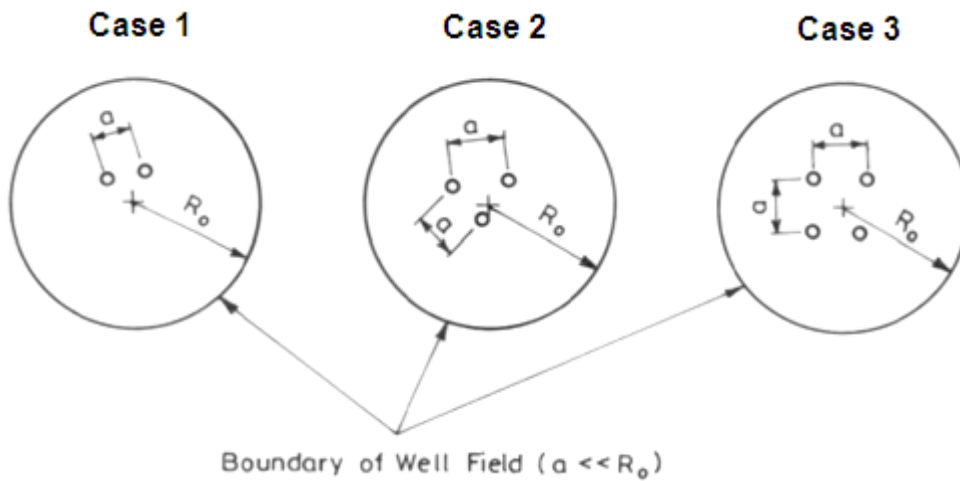 Case 1
Case 2
Case 3
a
a
a
a
a
R₀
R₀
R₀
Boundary of Well Field ( a << R₀ )